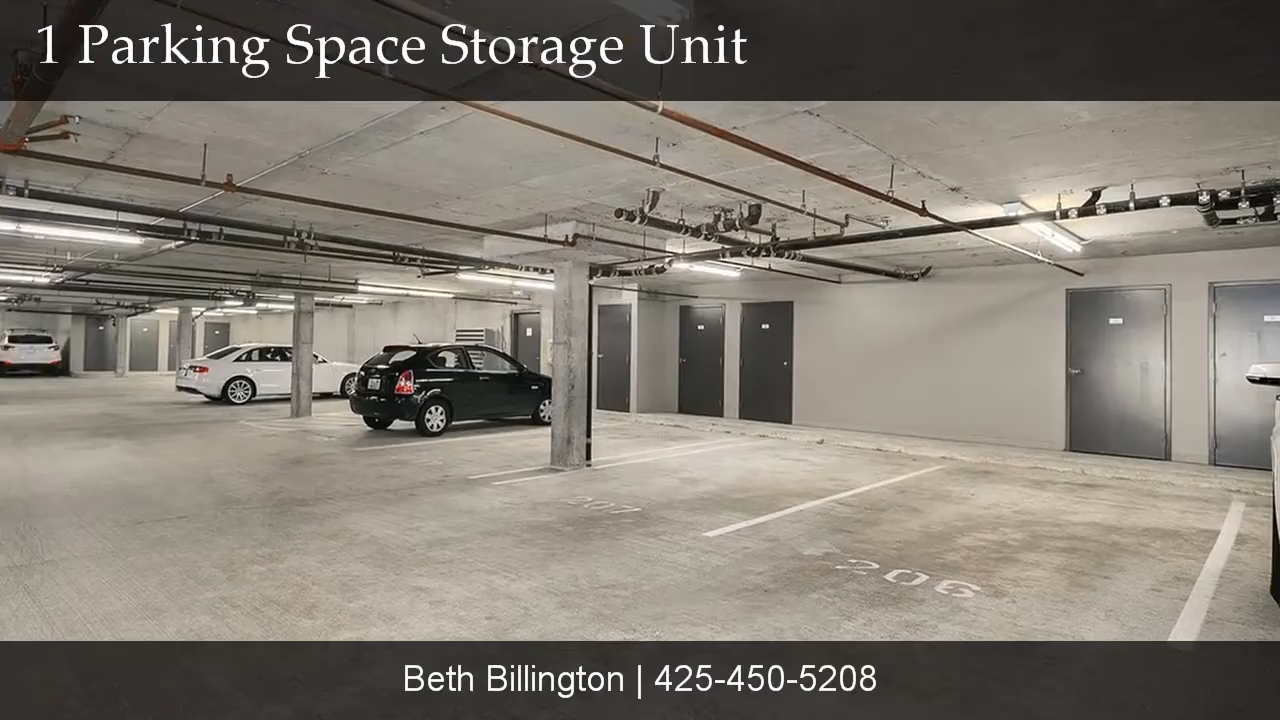 1 Parking Space Storage Unit
207
206
Beth Billington | 425-450-5208